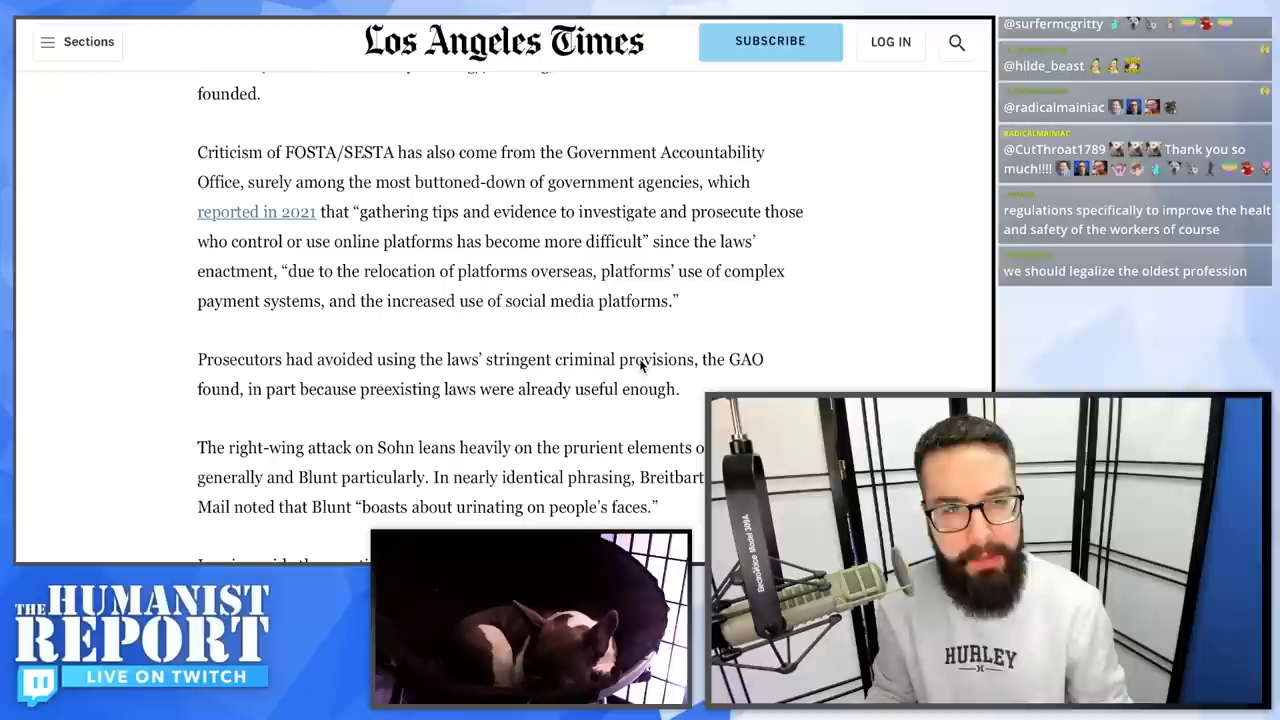 Sections
Los Angeles Times
SUBSCRIBE
LOG IN
founded.
Criticism of FOSTA/SESTA has also come from the Government Accountability
Office, surely among the most buttoned-down of government agencies, which
reported in 2021 that “gathering tips and evidence to investigate and prosecute those
who control or use online platforms has become more difficult” since the laws’
enactment, “due to the relocation of platforms overseas, platforms’ use of complex
payment systems, and the increased use of social media platforms.”
Prosecutors had avoided using the laws’ stringent criminal provisions, the GAO
found, in part because preexisting laws were already useful enough.
The right-wing attack on Sohn leans heavily on the prurient elements o
generally and Blunt particularly. In nearly identical phrasing, Breitbart
Mail noted that Blunt “boasts about urinating on people’s faces.”
@surfermcgritty
@hilde_beast
@radicalmainiac
RADICALMAINIAC
@CutThroat1789 Thank you so
much!!!!
regulations specifically to improve the healt
and safety of the workers of course
we should legalize the oldest profession
THE HUMANIST
REPORT
LIVE ON TWITCH
ElectroVoice Model 309A
HURLEY